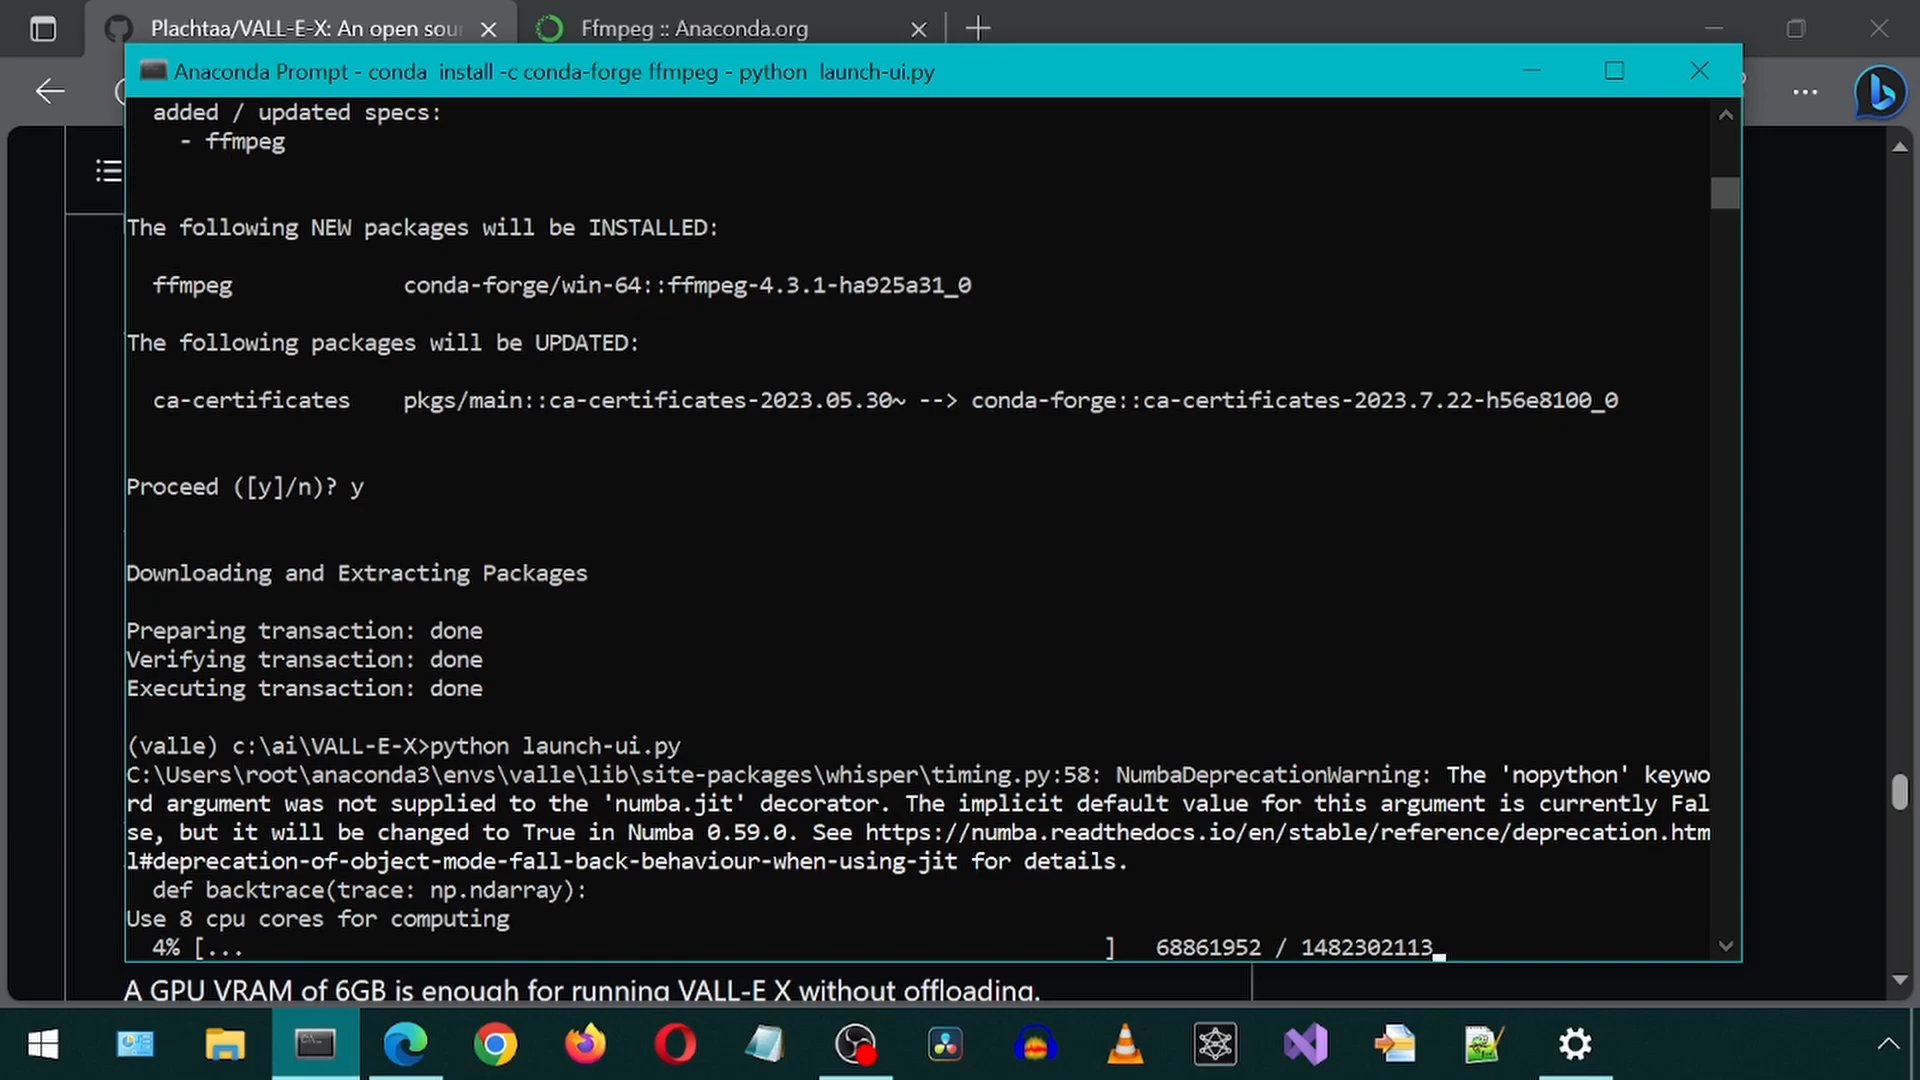 Plachtaa/VALL-E-X: An open sour
Ffmpeg :: Anaconda.org
Anaconda Prompt - conda  install -c conda-forge ffmpeg - python  launch-ui.py
added / updated specs:
- ffmpeg
The following NEW packages will be INSTALLED:
ffmpeg             conda-forge/win-64::ffmpeg-4.3.1-ha925a31_0
The following packages will be UPDATED:
ca-certificates    pkgs/main::ca-certificates-2023.05.30~ --> conda-forge::ca-certificates-2023.7.22-h56e8100_0
Proceed ([y]/n)? y
Downloading and Extracting Packages
Preparing transaction: done
Verifying transaction: done
Executing transaction: done
(valle) c:\ai\VALL-E-X>python launch-ui.py
C:\Users\root\anaconda3\envs\valle\lib\site-packages\whisper\timing.py:58: NumbaDeprecationWarning: The 'nopython' keywo
rd argument was not supplied to the 'numba.jit' decorator. The implicit default value for this argument is currently Fal
se, but it will be changed to True in Numba 0.59.0. See https://numba.readthedocs.io/en/stable/reference/deprecation.htm
l#deprecation-of-object-mode-fall-back-behaviour-when-using-jit for details.
def backtrace(trace: np.ndarray):
Use 8 cpu cores for computing
4% [...                                                                  ]   68861952 / 1482302113
A GPU VRAM of 6GB is enough for running VALL-E X without offloading.